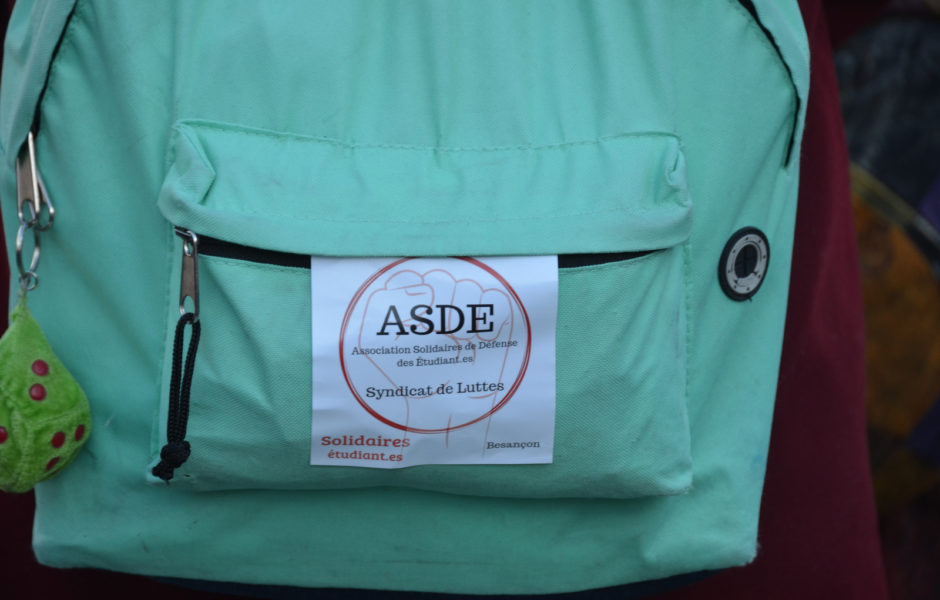 ASDE
Association Solidaires de Défense
des Étudiant.es
Syndicat de Luttes
Solidaires
étudiant.es
Besançon